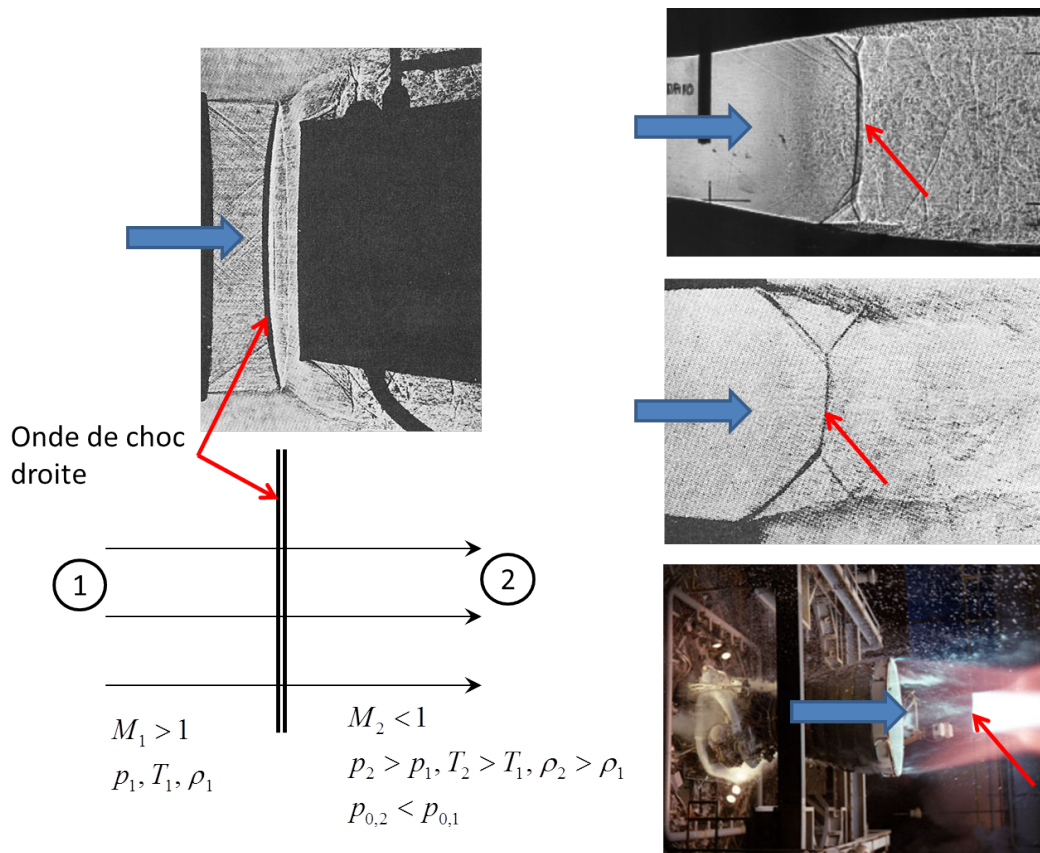 DR10
Onde de choc
droite
1
2
M₁ > 1
p₁, T₁, ρ₁
M₂ < 1
p₂ > p₁, T₂ > T₁, ρ₂ > ρ₁
p₀,₂ < p₀,₁